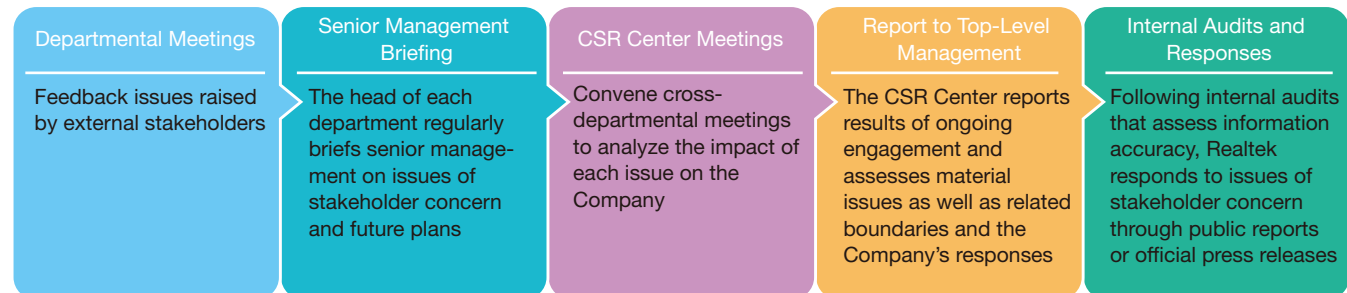 Departmental Meetings
Feedback issues raised
by external stakeholders
Senior Management
Briefing
The head of each
department regularly
briefs senior manage-
ment on issues of
stakeholder concern
and future plans
CSR Center Meetings
Convene cross-
departmental meetings
to analyze the impact of
each issue on the
Company
Report to Top-Level
Management
The CSR Center reports
results of ongoing
engagement and
assesses material
issues as well as related
boundaries and the
Company’s responses
Internal Audits and
Responses
Following internal audits
that assess information
accuracy, Realtek
responds to issues of
stakeholder concern
through public reports
or official press releases